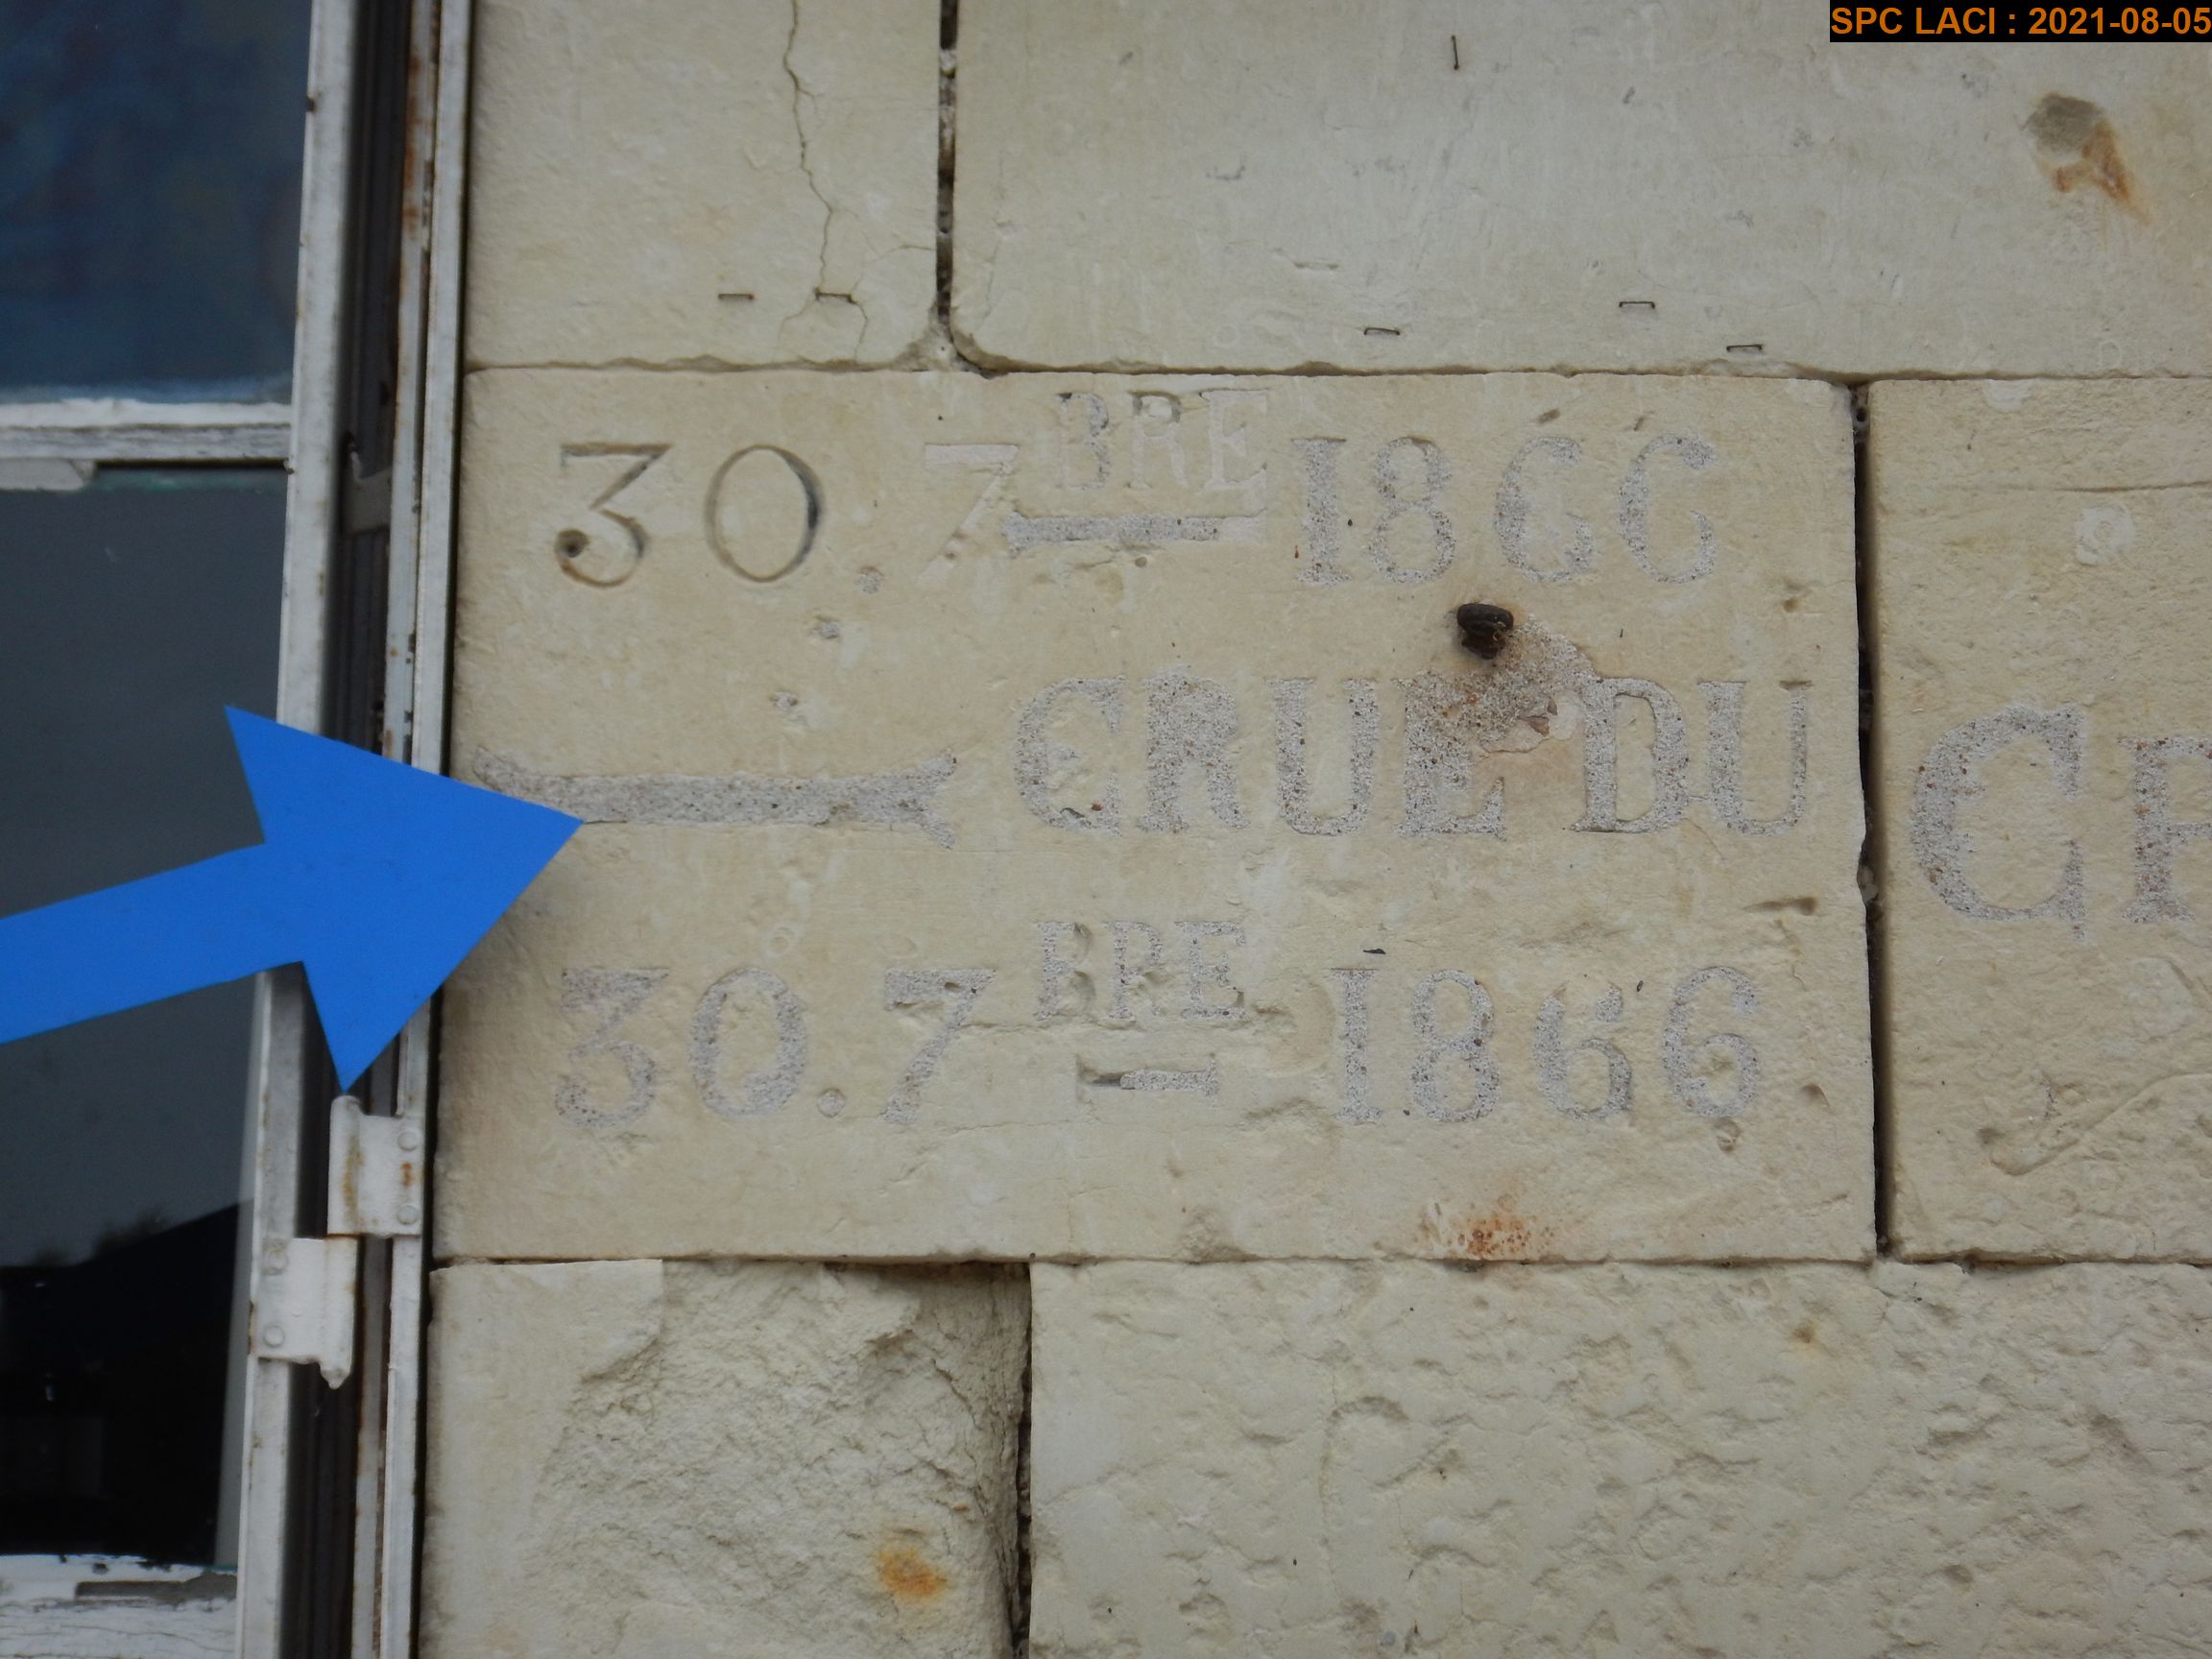 SPC LACI : 2021-08-05
30.7BRE 1866
CRUE DU
30.7BRE 1866